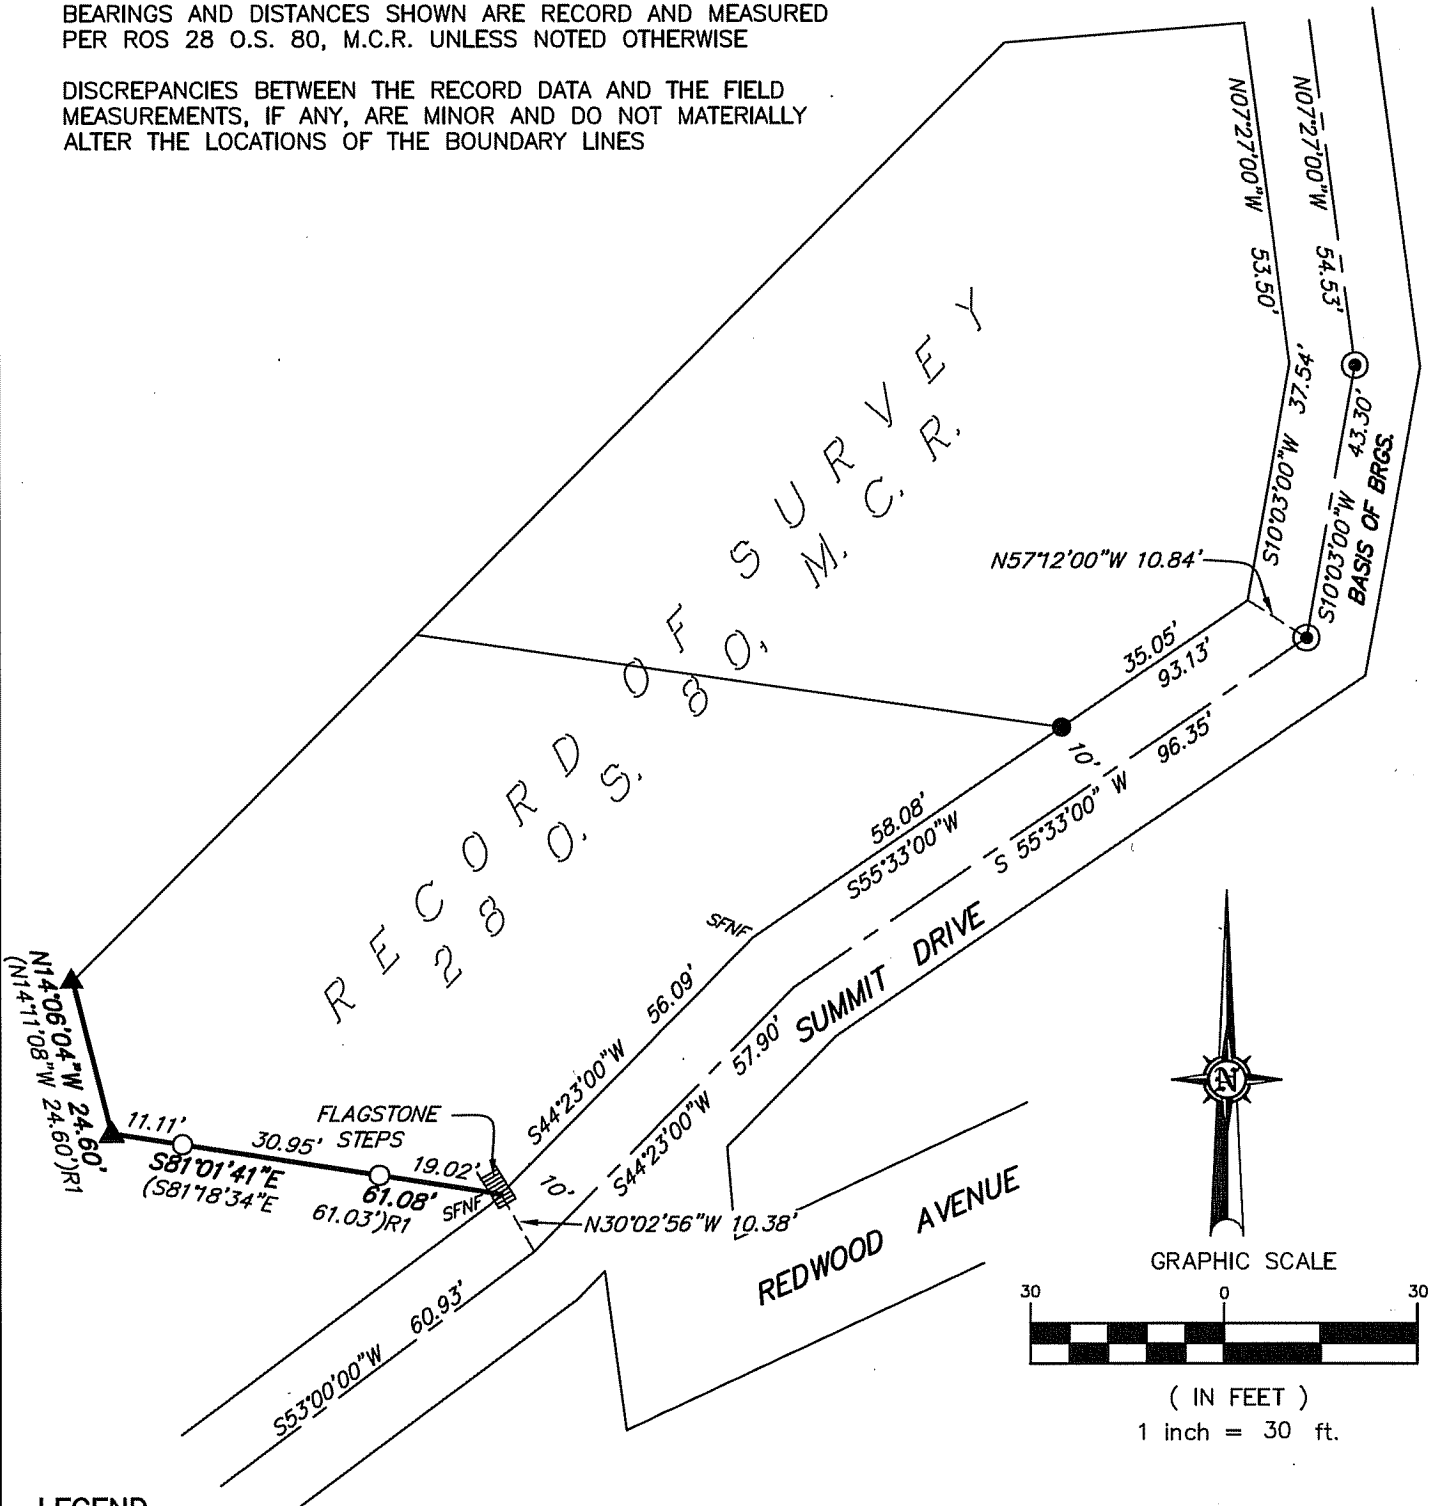 BEARINGS AND DISTANCES SHOWN ARE RECORD AND MEASURED
PER ROS 28 O.S. 80, M.C.R. UNLESS NOTED OTHERWISE
DISCREPANCIES BETWEEN THE RECORD DATA AND THE FIELD
MEASUREMENTS, IF ANY, ARE MINOR AND DO NOT MATERIALLY
ALTER THE LOCATIONS OF THE BOUNDARY LINES
N07°27'00"W 53.50'
N07°27'00"W 54.53'
S10°03'00"W 37.54'
S10°03'00"W 43.30'
BASIS OF BRGS.
N57°12'00"W 10.84'
RECORD OF SURVEY
28 O.S. 80, M.C.R.
35.05'
93.13'
10'
96.35'
S 55°33'00" W
58.08'
S55°33'00"W
SFNF
SUMMIT DRIVE
56.09'
S44°23'00"W
57.90'
S44°23'00"W
N14°06'04"W 24.60'
(N14°11'08"W 24.60')R1
11.11'
FLAGSTONE
STEPS
30.95'
19.02'
S81°01'41"E 61.08'
(S81°18'34"E 61.03')R1
SFNF
10'
N30°02'56"W 10.38'
REDWOOD AVENUE
60.93'
S53°00'00"W
N
GRAPHIC SCALE
30 0 30
( IN FEET )
1 inch = 30 ft.
LEGEND